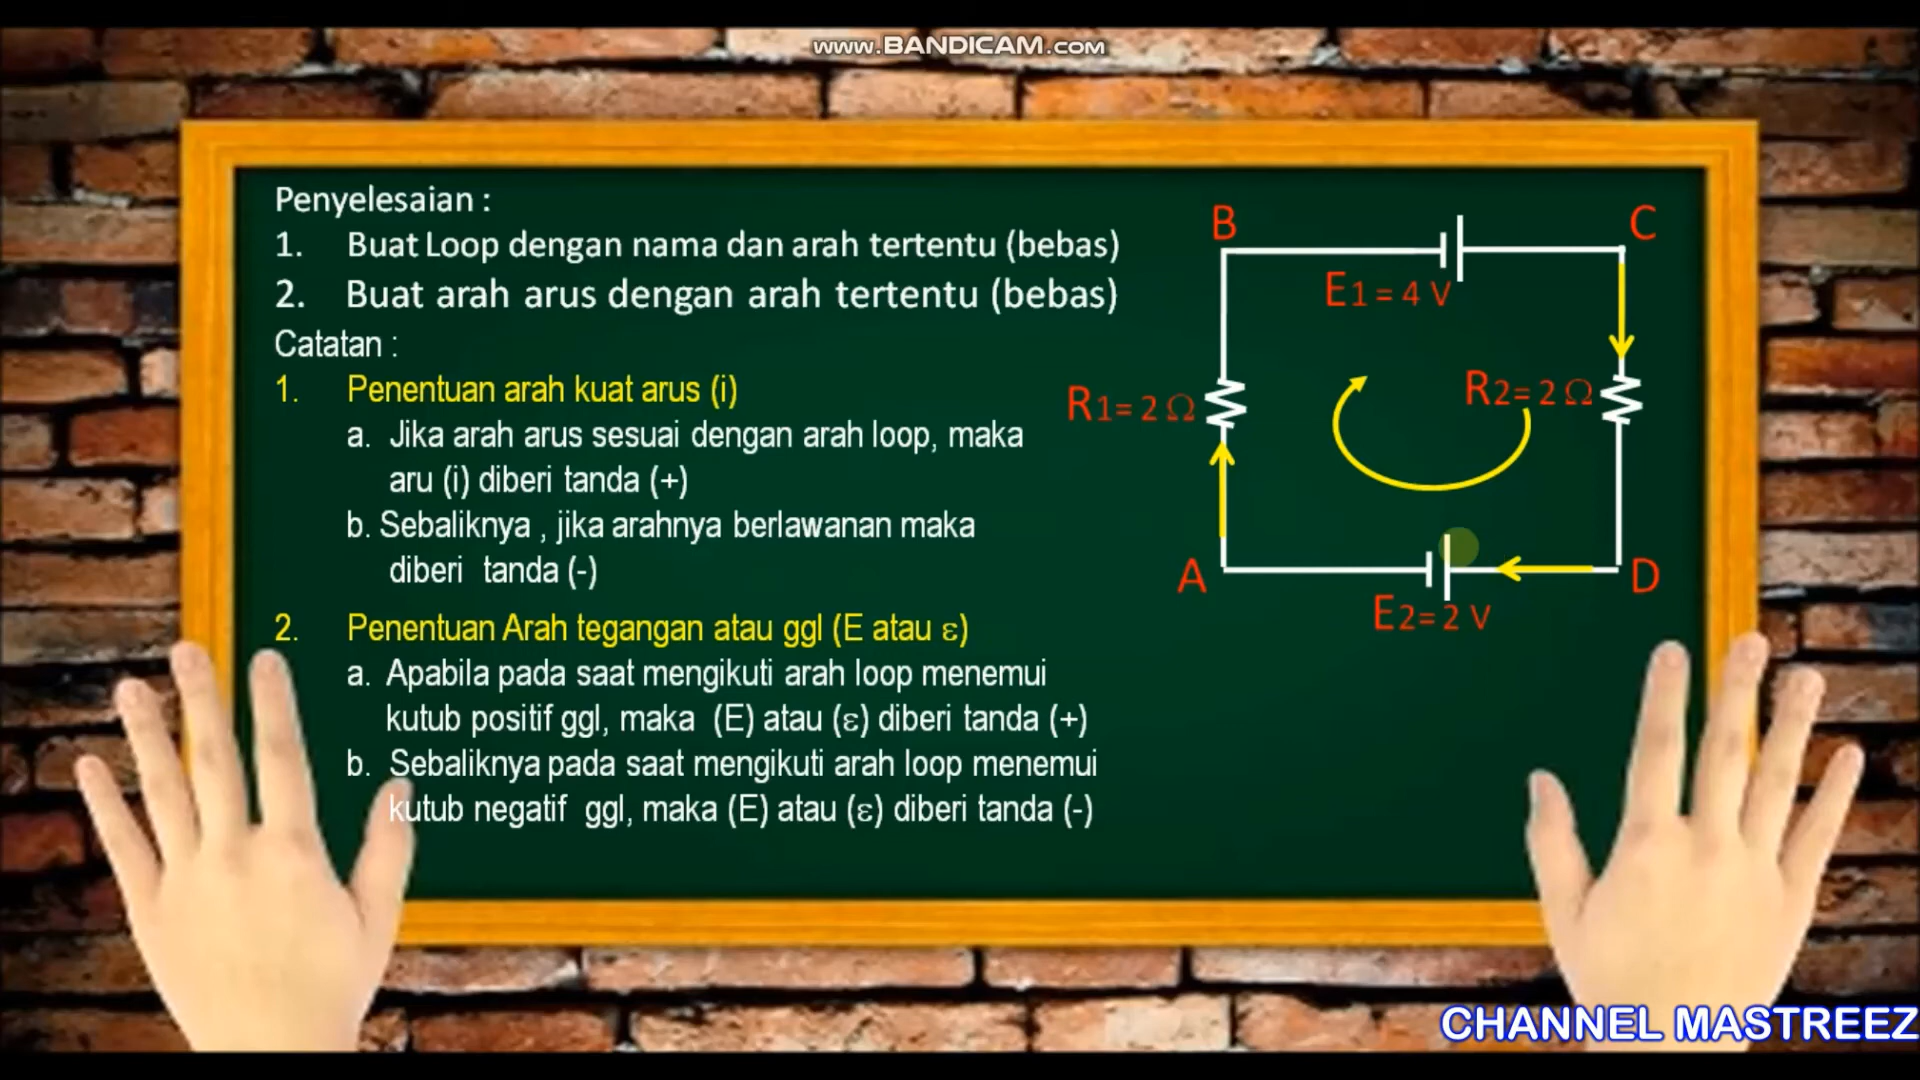 www.BANDICAM.com
Penyelesaian :
1. Buat Loop dengan nama dan arah tertentu (bebas)
2. Buat arah arus dengan arah tertentu (bebas)
Catatan :
1. Penentuan arah kuat arus (i)
a. Jika arah arus sesuai dengan arah loop, maka
aru (i) diberi tanda (+)
b. Sebaliknya , jika arahnya berlawanan maka
diberi tanda (-)
2. Penentuan Arah tegangan atau ggl (E atau ε)
a. Apabila pada saat mengikuti arah loop menemui
kutub positif ggl, maka (E) atau (ε) diberi tanda (+)
b. Sebaliknya pada saat mengikuti arah loop menemui
kutub negatif ggl, maka (E) atau (ε) diberi tanda (-)
B
C
E1 = 4 V
R1= 2 Ω
R2= 2 Ω
A
D
E2= 2 V
CHANNEL MASTREEZ